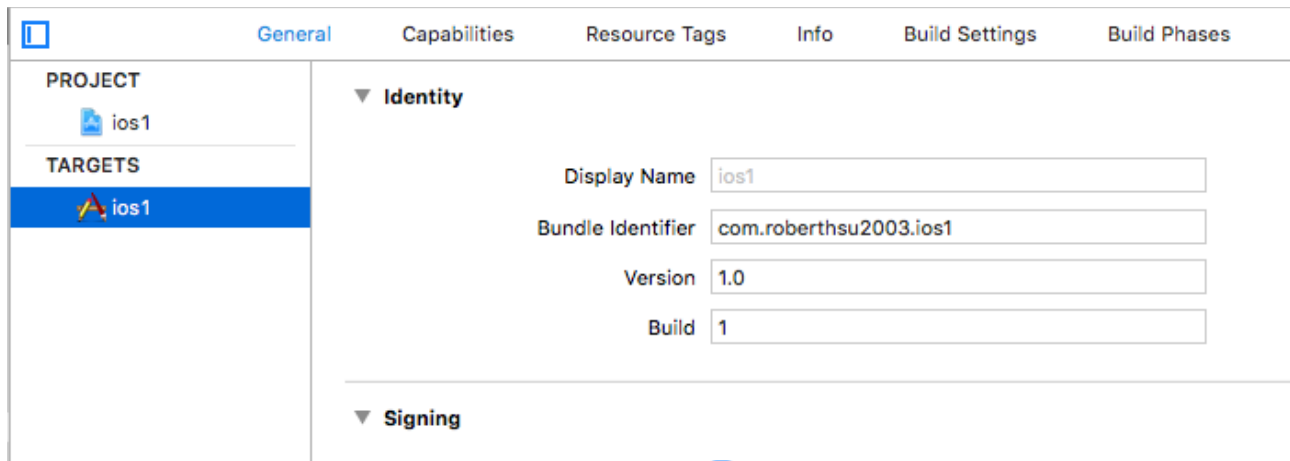 General Capabilities Resource Tags Info Build Settings Build Phases
PROJECT
ios1
TARGETS
ios1
Identity
Display Name ios1
Bundle Identifier com.roberthsu2003.ios1
Version 1.0
Build 1
Signing